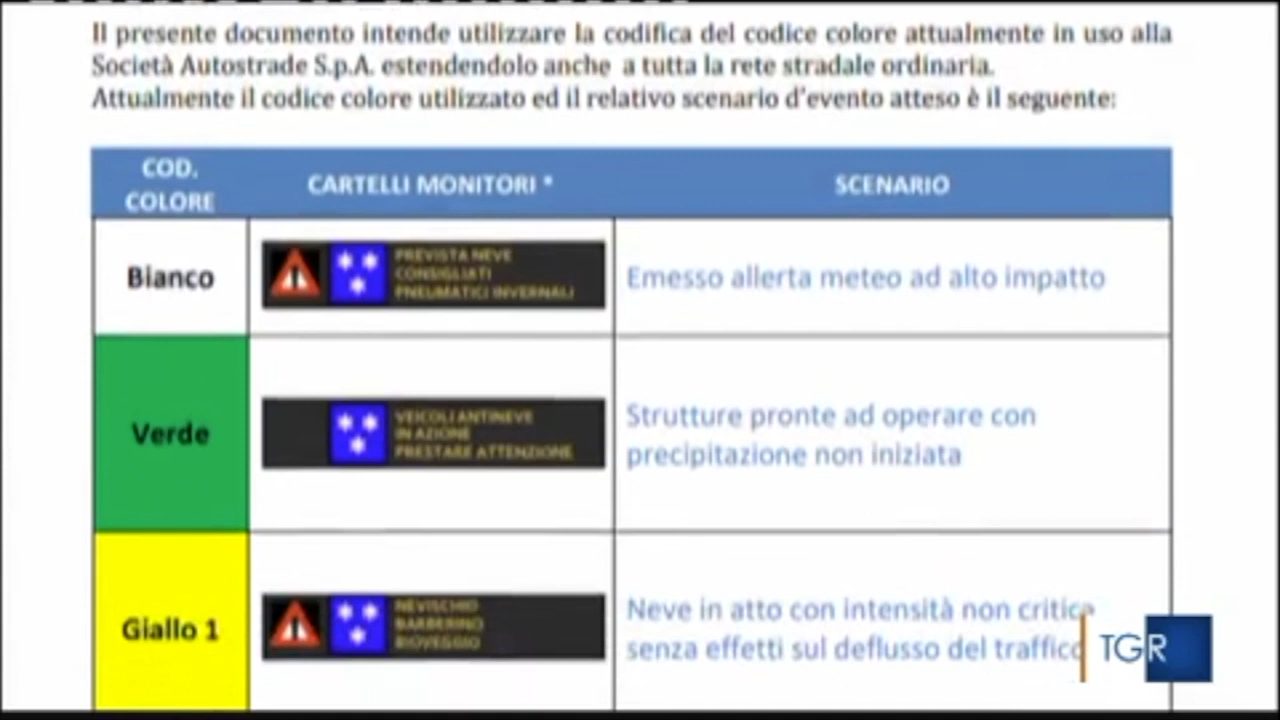 Il presente documento intende utilizzare la codifica del codice colore attualmente in uso alla
Società Autostrade S.p.A. estendendolo anche a tutta la rete stradale ordinaria.
Attualmente il codice colore utilizzato ed il relativo scenario d'evento atteso è il seguente:
COD.
COLORE
CARTELLI MONITORI *
SCENARIO
Bianco
PREVISTA NEVE
CONSIGLIATI
PNEUMATICI INVERNALI
Emesso allerta meteo ad alto impatto
Verde
VEICOLI ANTINEVE
IN AZIONE
PRESTARE ATTENZIONE
Strutture pronte ad operare con
precipitazione non iniziata
Giallo 1
NEVISCHIO
BARBERINO
RIOVEGGIO
Neve in atto con intensità non critica
senza effetti sul deflusso del traffico
TGR